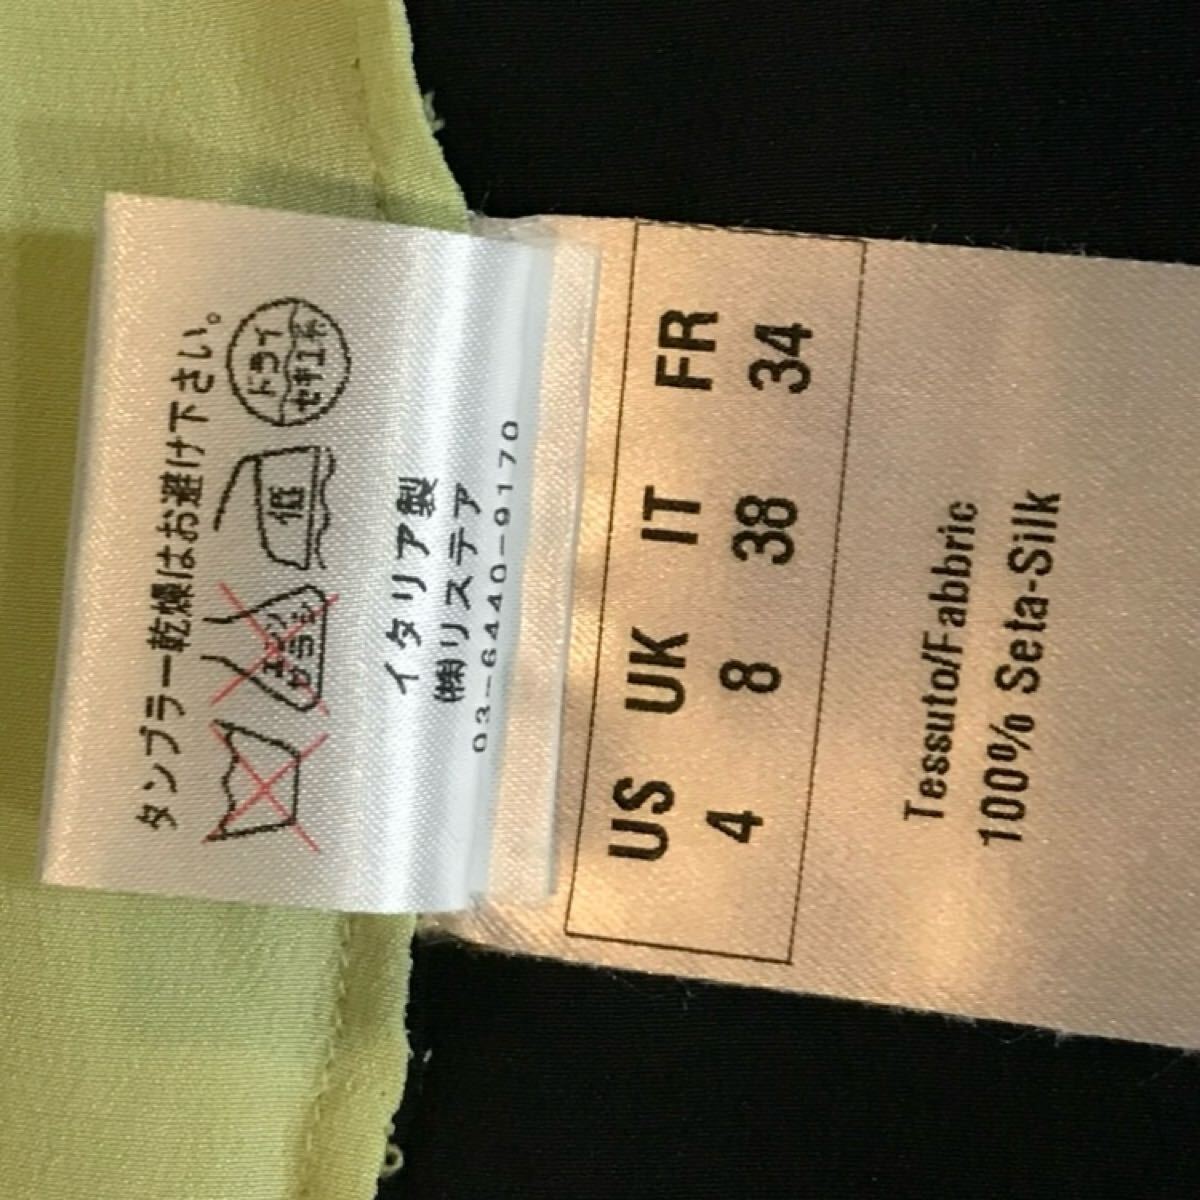 タンブラー乾燥はお避け下さい。
エンソサラシ
低
ドライ
セキユ系
イタリア製
㈱リステア
03-6440-9170
US UK IT FR
4 8 38 34
Tessuto/Fabbric
100% Seta-Silk